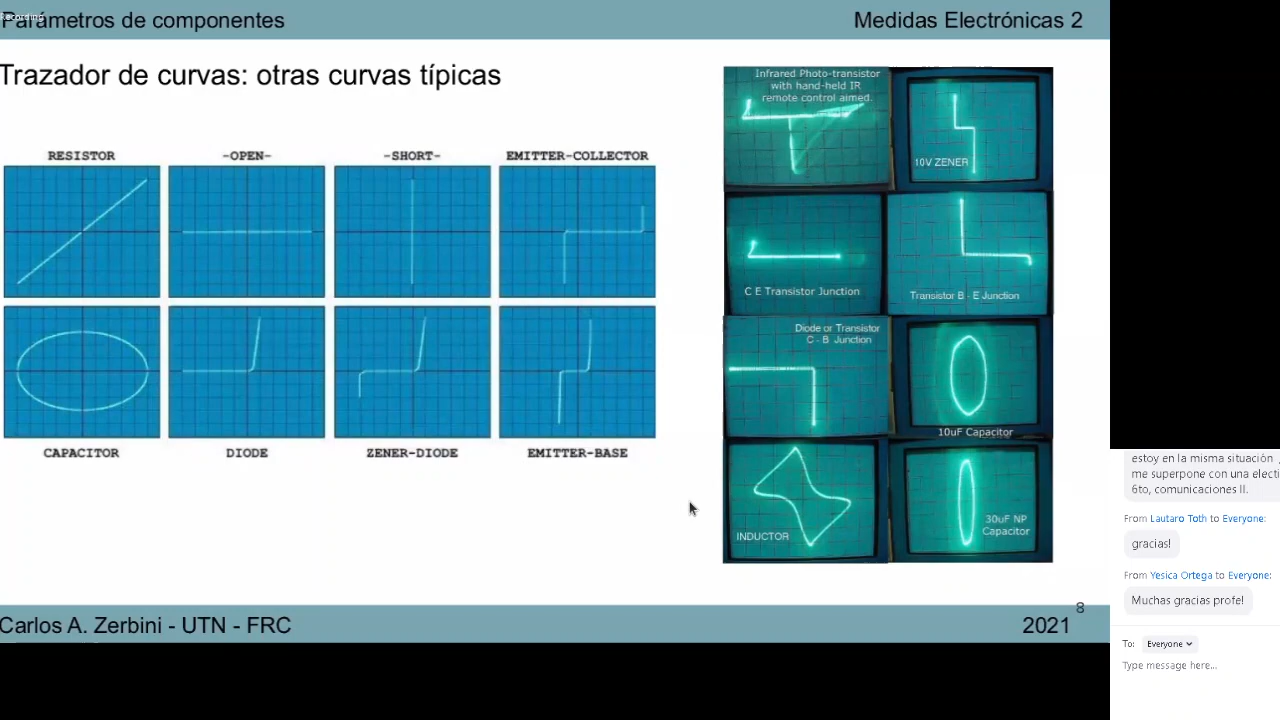 Recording
Parámetros de componentes
Medidas Electrónicas 2
Trazador de curvas: otras curvas típicas
RESISTOR
-OPEN-
-SHORT-
EMITTER-COLLECTOR
CAPACITOR
DIODE
ZENER-DIODE
EMITTER-BASE
Infrared Photo-transistor
with hand-held IR
remote control aimed.
10V ZENER
C E Transistor Junction
Transistor B - E Junction
Diode or Transistor
C - B Junction
10uF Capacitor
INDUCTOR
30uF NP
Capacitor
8
Carlos A. Zerbini - UTN - FRC
2021
estoy en la misma situación
me superpone con una electi
6to, comunicaciones II.
From Lautaro Toth to Everyone:
gracias!
From Yesica Ortega to Everyone:
Muchas gracias profe!
To: Everyone
Type message here...